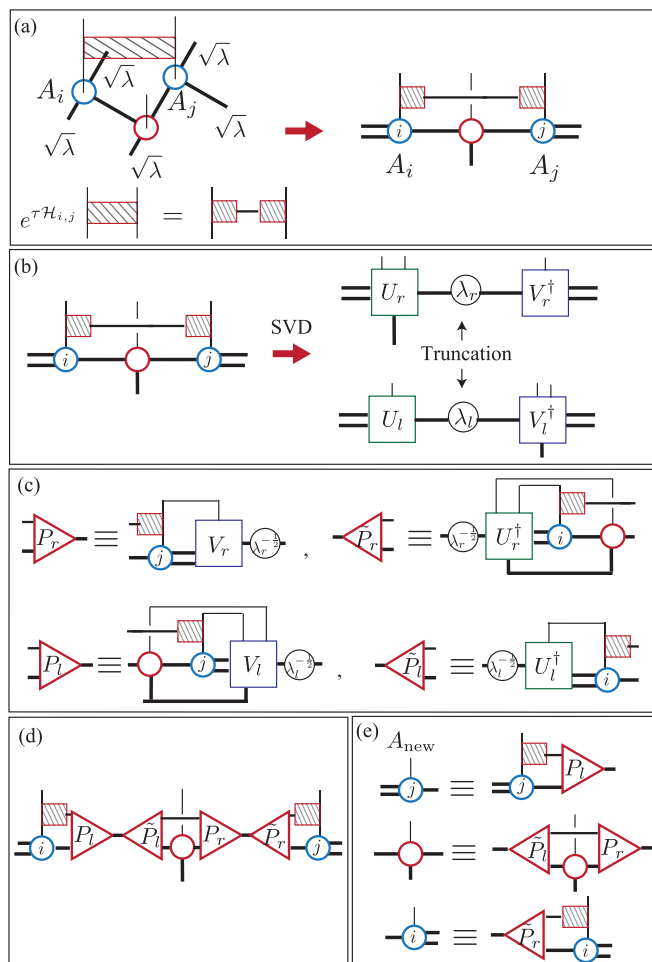 (a)
√λ
√λ
A_i
A_j
√λ
√λ
√λ
i
j
A_i
A_j
e^{τℋ_{i,j}} =
(b)
i
j
SVD
U_r
λ_r
V_r^†
Truncation
U_l
λ_l
V_l^†
(c)
P_r ≡ j V_r λ_r^{-1/2} , P̃_r ≡ λ_r^{-1/2} U_r^† i
P_l ≡ j V_l λ_l^{-1/2} , P̃_l ≡ λ_l^{-1/2} U_l^† i
(d)
i P_l P̃_l P_r P̃_r j
(e)
A_new
j ≡ j P_l
≡ P̃_l P_r
i ≡ P̃_r i